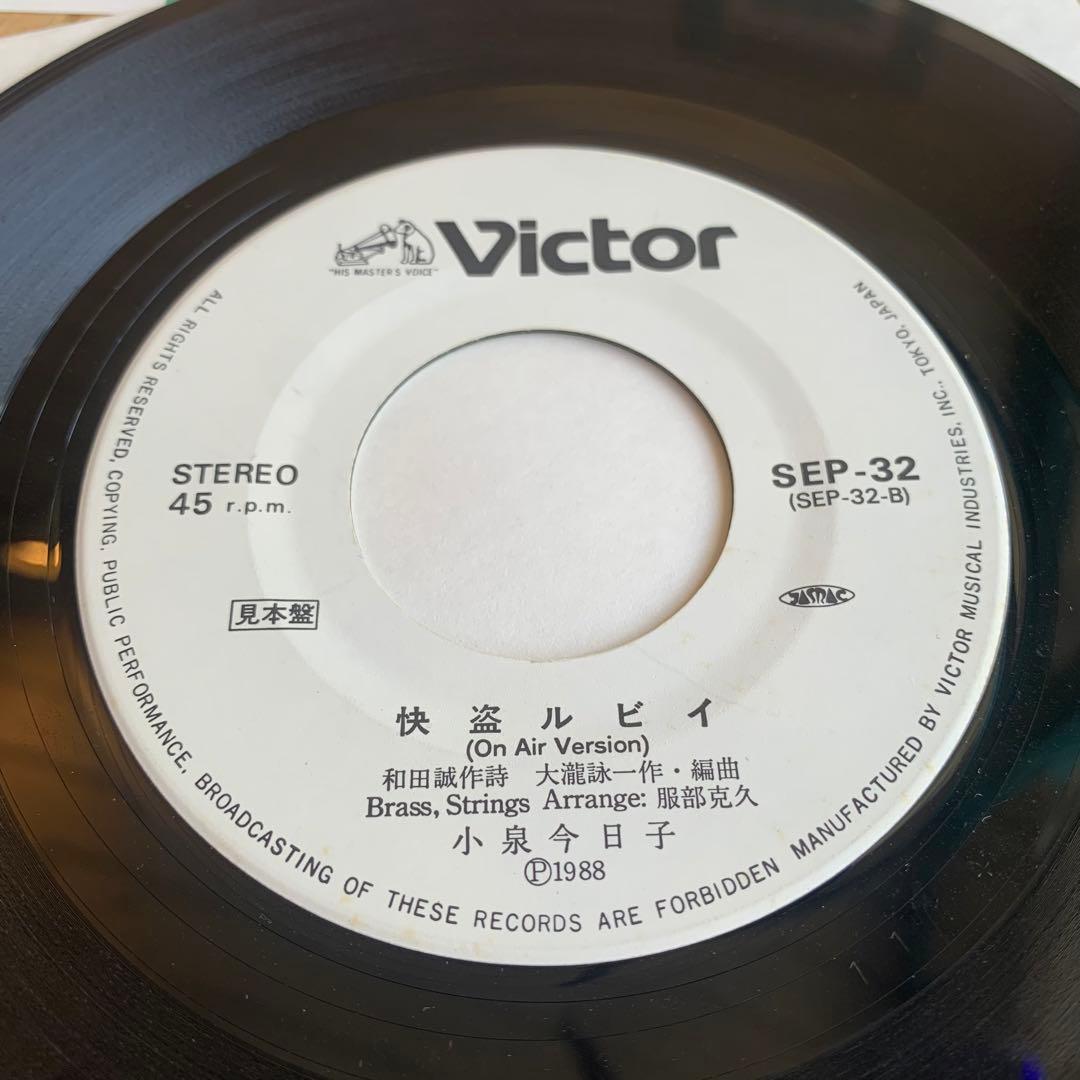 Victor
"HIS MASTER'S VOICE"
STEREO
45 r.p.m.
SEP-32
(SEP-32-B)
見本盤
JASRAC
快盗ルビイ
(On Air Version)
和田誠作詩 大瀧詠一作・編曲
Brass, Strings Arrange: 服部克久
小泉今日子
Ⓟ1988
ALL RIGHTS RESERVED, COPYING, PUBLIC PERFORMANCE, BROADCASTING OF THESE RECORDS ARE FORBIDDEN MANUFACTURED BY VICTOR MUSICAL INDUSTRIES, INC., TOKYO, JAPAN